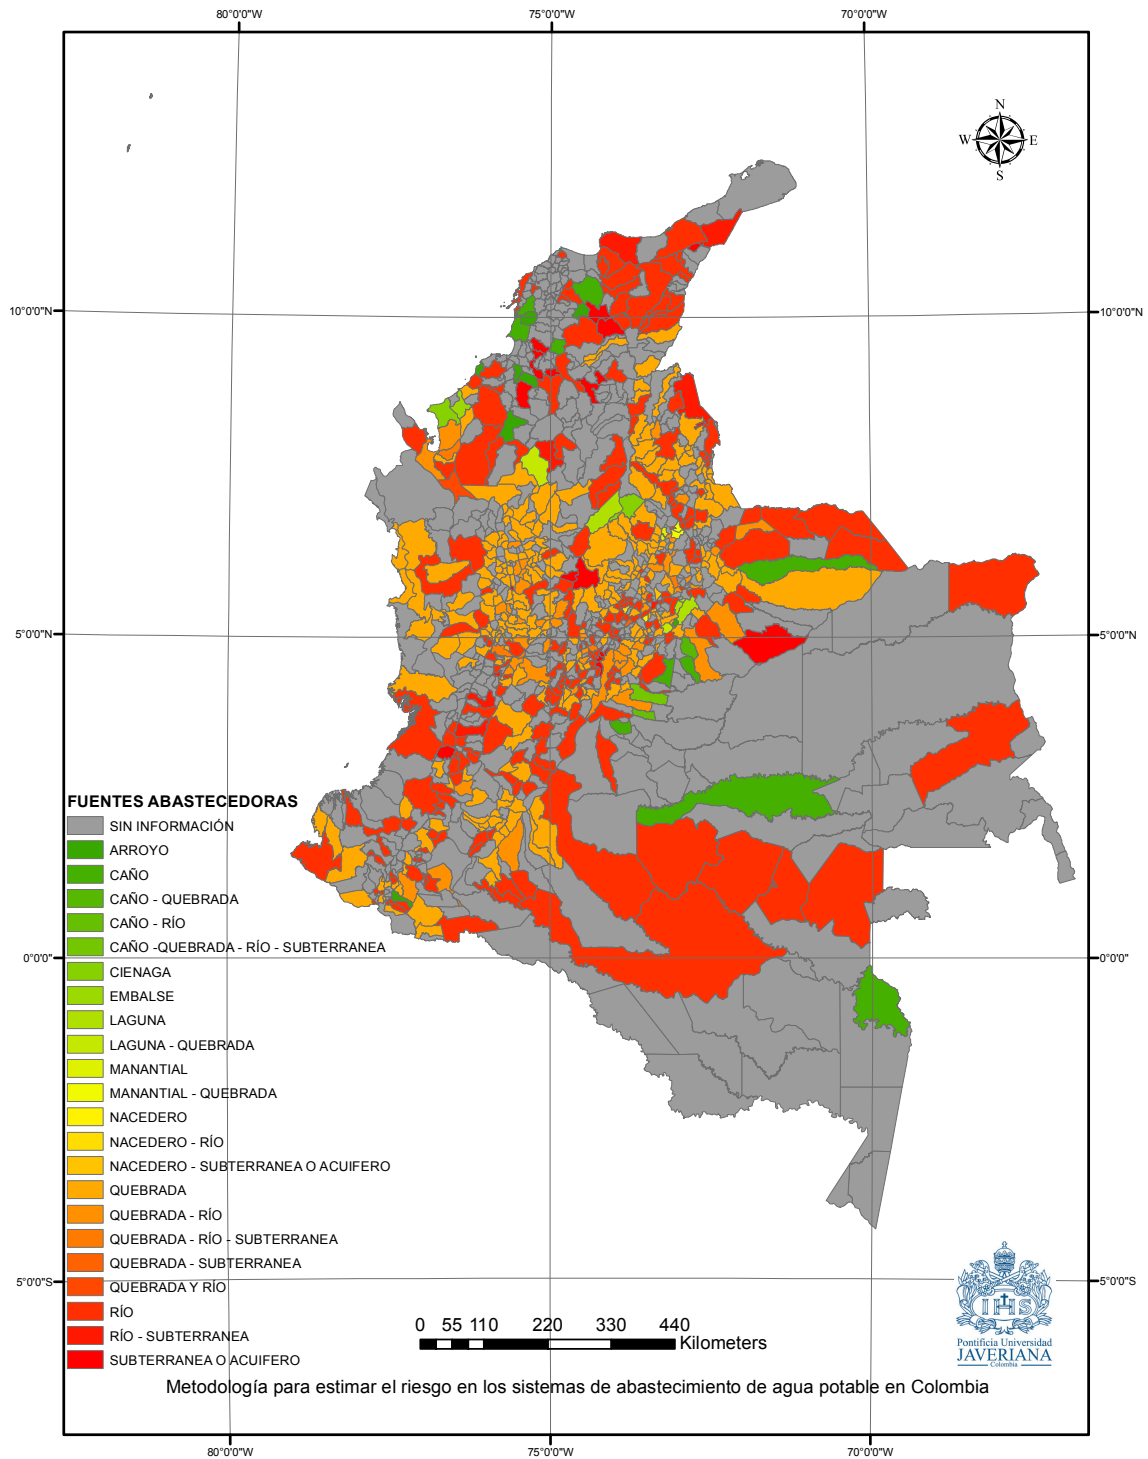 80°0'0"W
75°0'0"W
70°0'0"W
N
W
E
S
10°0'0"N
10°0'0"N
5°0'0"N
5°0'0"N
FUENTES ABASTECEDORAS
SIN INFORMACIÓN
ARROYO
CAÑO
CAÑO - QUEBRADA
CAÑO - RÍO
CAÑO -QUEBRADA - RÍO - SUBTERRANEA
CIENAGA
EMBALSE
LAGUNA
LAGUNA - QUEBRADA
MANANTIAL
MANANTIAL - QUEBRADA
NACEDERO
NACEDERO - RÍO
NACEDERO - SUBTERRANEA O ACUIFERO
QUEBRADA
QUEBRADA - RÍO
QUEBRADA - RÍO - SUBTERRANEA
QUEBRADA - SUBTERRANEA
QUEBRADA Y RÍO
RÍO
RÍO - SUBTERRANEA
SUBTERRANEA O ACUIFERO
0°0'0"
0°0'0"
5°0'0"S
5°0'0"S
0 55 110 220 330 440
Kilometers
IHS
Pontificia Universidad
JAVERIANA
Colombia
Metodología para estimar el riesgo en los sistemas de abastecimiento de agua potable en Colombia
80°0'0"W
75°0'0"W
70°0'0"W